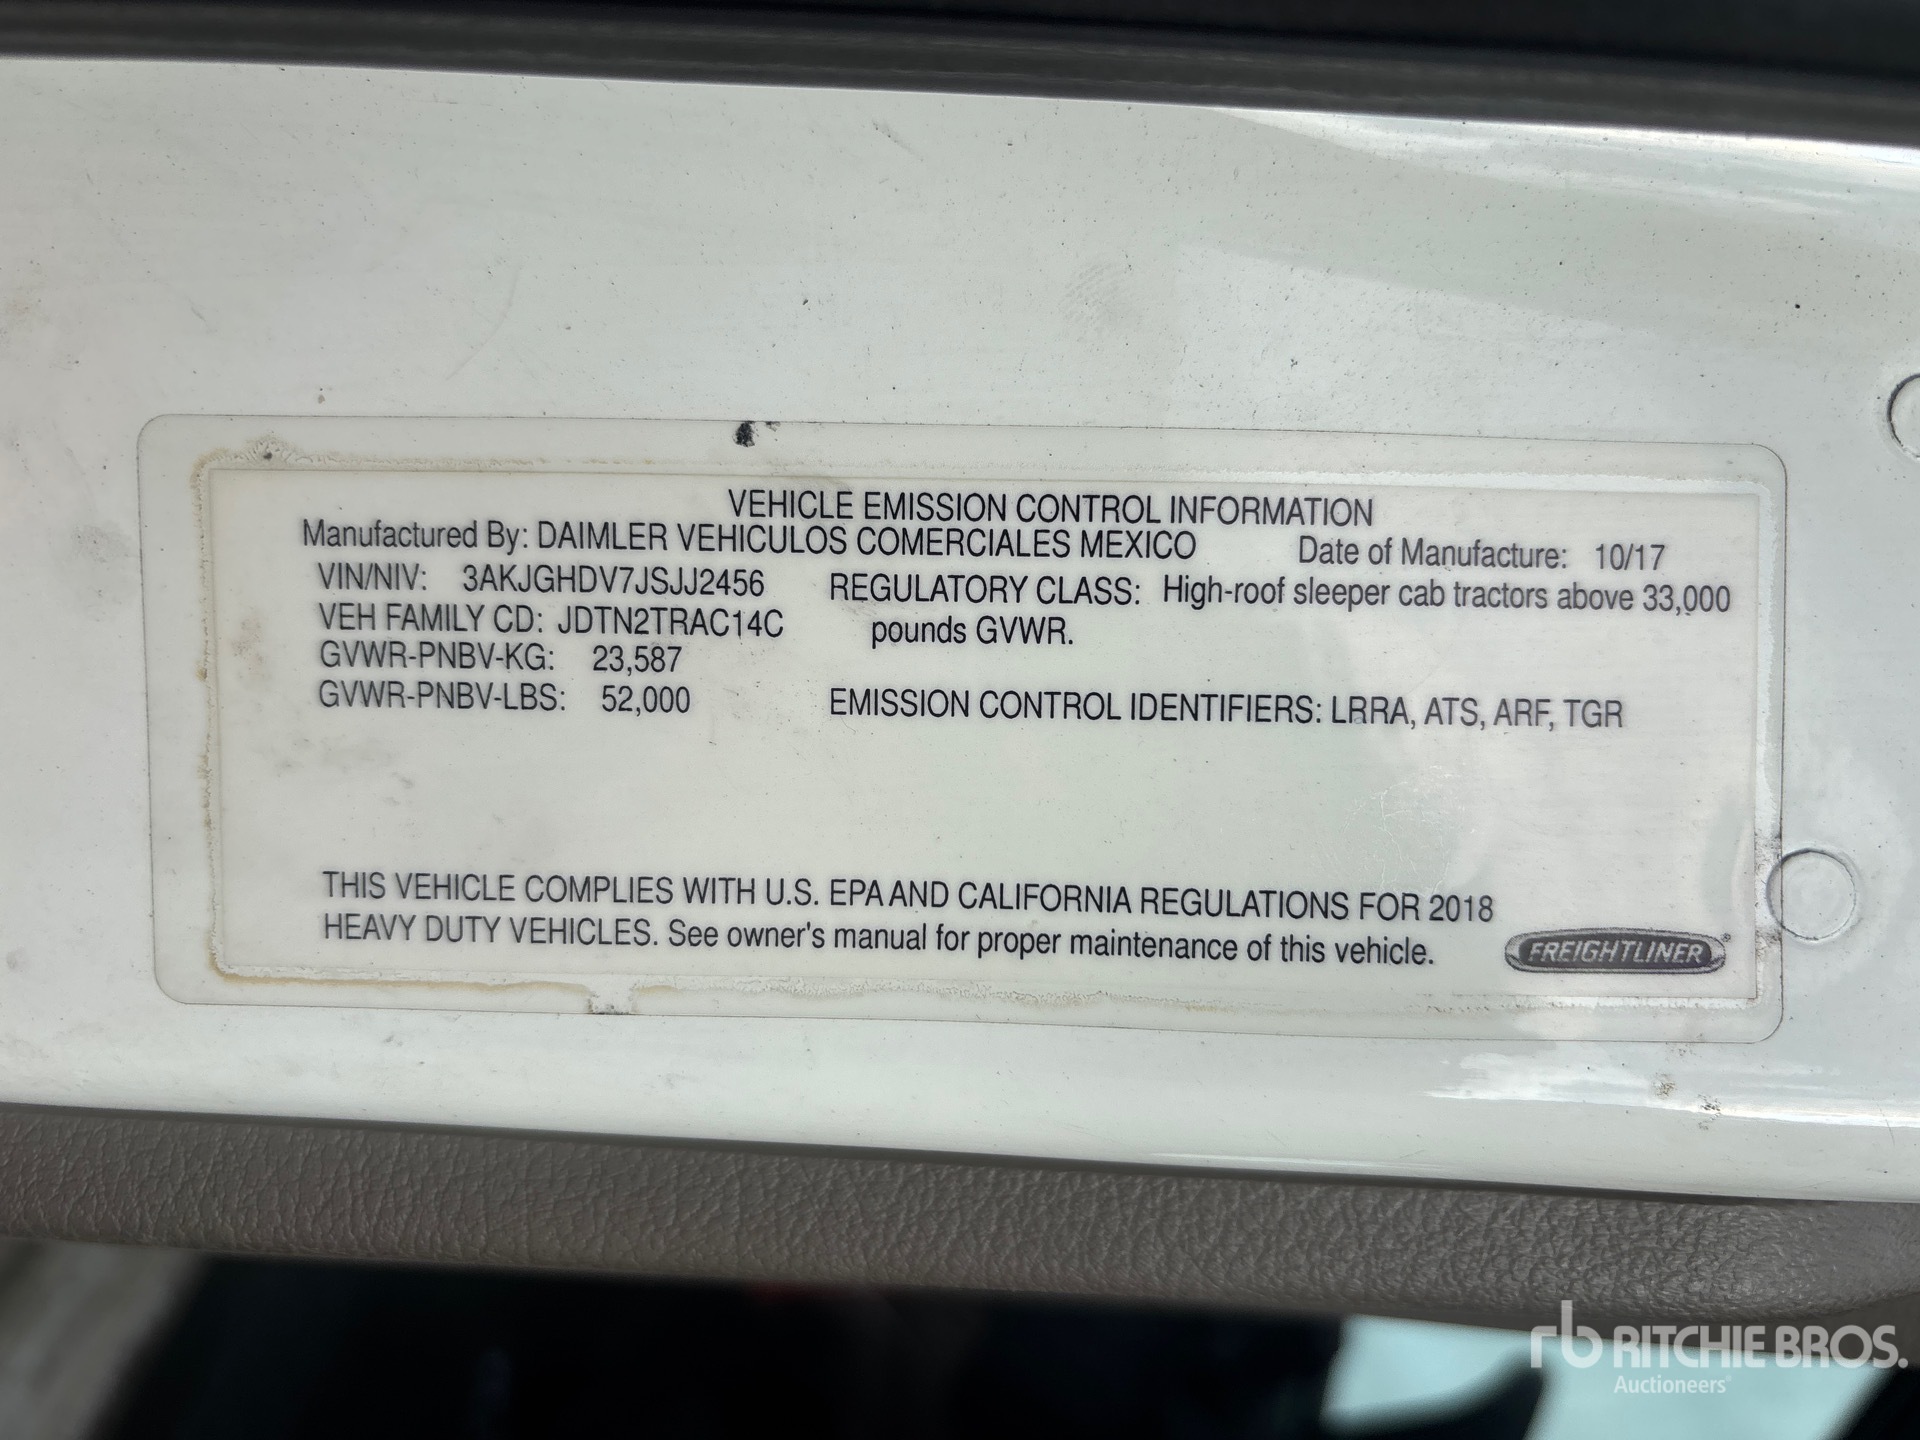 VEHICLE EMISSION CONTROL INFORMATION
Manufactured By: DAIMLER VEHICULOS COMERCIALES MEXICO Date of Manufacture: 10/17
VIN/NIV: 3AKJGHDV7JSJJ2456
VEH FAMILY CD: JDTN2TRAC14C
GVWR-PNBV-KG: 23,587
GVWR-PNBV-LBS: 52,000
REGULATORY CLASS: High-roof sleeper cab tractors above 33,000
pounds GVWR.
EMISSION CONTROL IDENTIFIERS: LRRA, ATS, ARF, TGR
THIS VEHICLE COMPLIES WITH U.S. EPA AND CALIFORNIA REGULATIONS FOR 2018
HEAVY DUTY VEHICLES. See owner's manual for proper maintenance of this vehicle.
FREIGHTLINER®
rb RITCHIE BROS.
Auctioneers